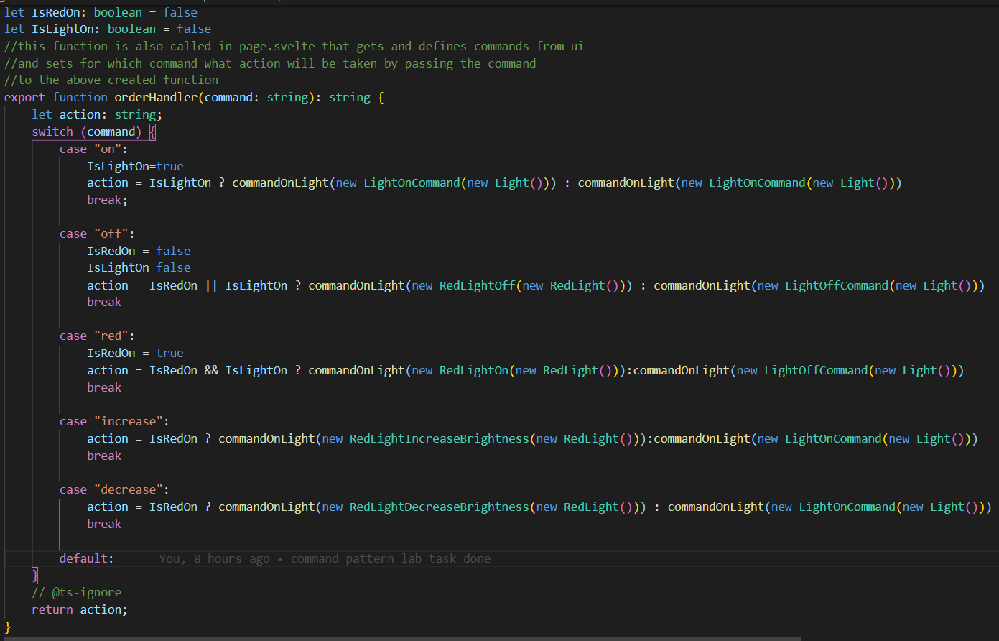 let IsRedOn: boolean = false
let IsLightOn: boolean = false
//this function is also called in page.svelte that gets and defines commands from ui
//and sets for which command what action will be taken by passing the command
//to the above created function
export function orderHandler(command: string): string {
    let action: string;
    switch (command) {
        case "on":
            IsLightOn=true
            action = IsLightOn ? commandOnLight(new LightOnCommand(new Light())) : commandOnLight(new LightOnCommand(new Light()))
            break;
        case "off":
            IsRedOn = false
            IsLightOn=false
            action = IsRedOn || IsLightOn ? commandOnLight(new RedLightOff(new RedLight())) : commandOnLight(new LightOffCommand(new Light()))
            break
        case "red":
            IsRedOn = true
            action = IsRedOn && IsLightOn ? commandOnLight(new RedLightOn(new RedLight())):commandOnLight(new LightOffCommand(new Light()))
            break
        case "increase":
            action = IsRedOn ? commandOnLight(new RedLightIncreaseBrightness(new RedLight())):commandOnLight(new LightOnCommand(new Light()))
            break
        case "decrease":
            action = IsRedOn ? commandOnLight(new RedLightDecreaseBrightness(new RedLight())) : commandOnLight(new LightOnCommand(new Light()))
            break
        default:      You, 8 hours ago • command pattern lab task done
    }
    // @ts-ignore
    return action;
}